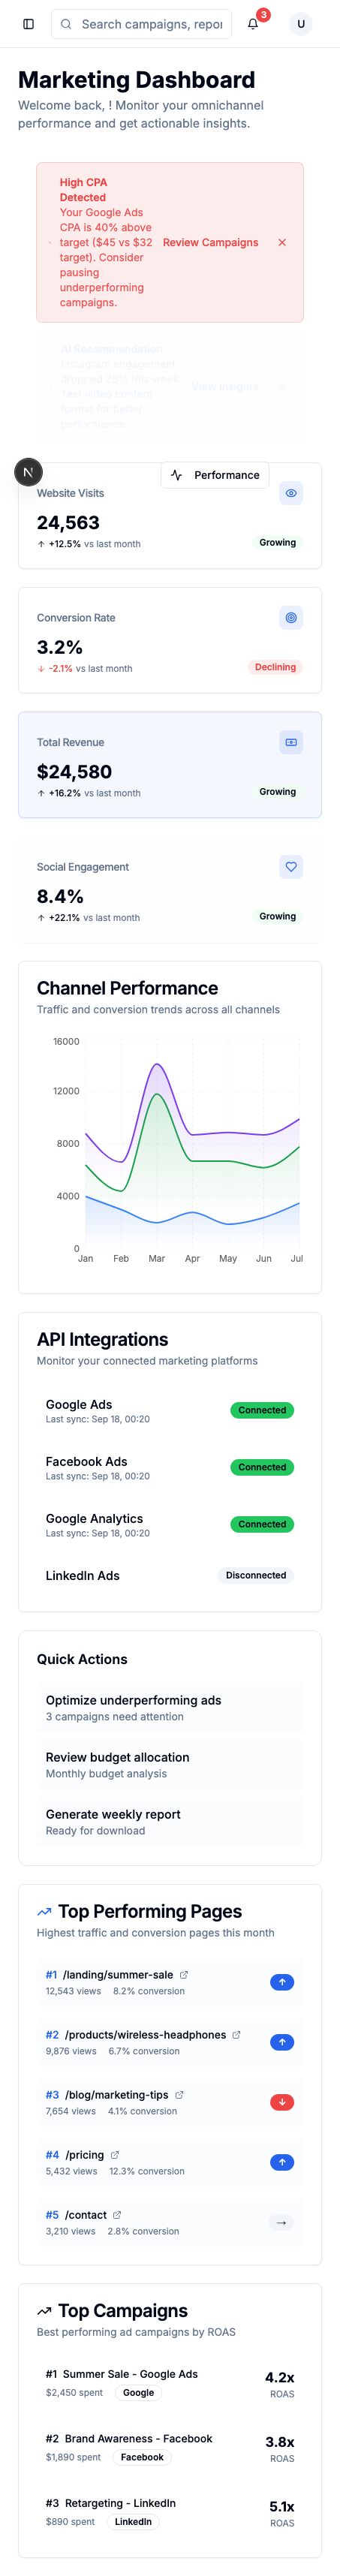 Search campaigns, repor
3
U
Marketing Dashboard
Welcome back, ! Monitor your omnichannel
performance and get actionable insights.
High CPA
Detected
Your Google Ads
CPA is 40% above
target ($45 vs $32
target). Consider
pausing
underperforming
campaigns.
Review Campaigns
AI Recommendation
Instagram engagement
dropped 25% this week.
Test video content
format for better
performance.
View Insights
N
Performance
Website Visits
24,563
+12.5% vs last month
Growing
Conversion Rate
3.2%
-2.1% vs last month
Declining
Total Revenue
$24,580
+16.2% vs last month
Growing
Social Engagement
8.4%
+22.1% vs last month
Growing
Channel Performance
Traffic and conversion trends across all channels
16000
12000
8000
4000
0
Jan Feb Mar Apr May Jun Jul
API Integrations
Monitor your connected marketing platforms
Google Ads
Last sync: Sep 18, 00:20
Connected
Facebook Ads
Last sync: Sep 18, 00:20
Connected
Google Analytics
Last sync: Sep 18, 00:20
Connected
LinkedIn Ads
Disconnected
Quick Actions
Optimize underperforming ads
3 campaigns need attention
Review budget allocation
Monthly budget analysis
Generate weekly report
Ready for download
Top Performing Pages
Highest traffic and conversion pages this month
#1 /landing/summer-sale
12,543 views 8.2% conversion
#2 /products/wireless-headphones
9,876 views 6.7% conversion
#3 /blog/marketing-tips
7,654 views 4.1% conversion
#4 /pricing
5,432 views 12.3% conversion
#5 /contact
3,210 views 2.8% conversion
Top Campaigns
Best performing ad campaigns by ROAS
#1 Summer Sale - Google Ads
$2,450 spent Google
4.2x
ROAS
#2 Brand Awareness - Facebook
$1,890 spent Facebook
3.8x
ROAS
#3 Retargeting - LinkedIn
$890 spent LinkedIn
5.1x
ROAS